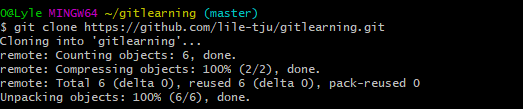 O@Lyle MINGW64 ~/gitlearning (master)
$ git clone https://github.com/lile-tju/gitlearning.git
Cloning into 'gitlearning'...
remote: Counting objects: 6, done.
remote: Compressing objects: 100% (2/2), done.
remote: Total 6 (delta 0), reused 6 (delta 0), pack-reused 0
Unpacking objects: 100% (6/6), done.